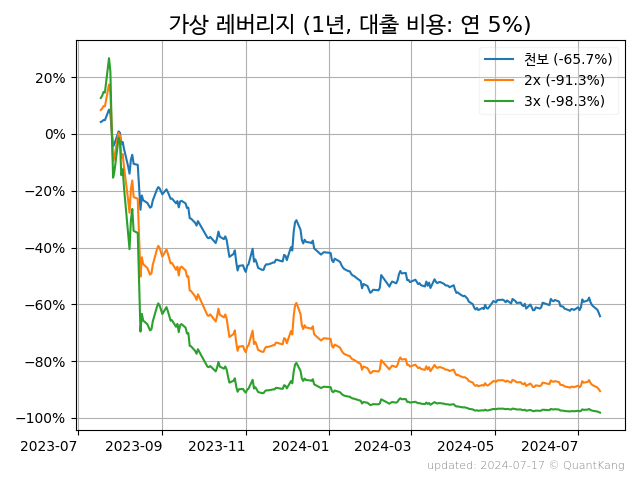 가상 레버리지 (1년, 대출 비용: 연 5%)
천보 (-65.7%)
2x (-91.3%)
3x (-98.3%)
20%
0%
−20%
−40%
−60%
−80%
−100%
2023-07 2023-09 2023-11 2024-01 2024-03 2024-05 2024-07
updated: 2024-07-17 © QuantKang